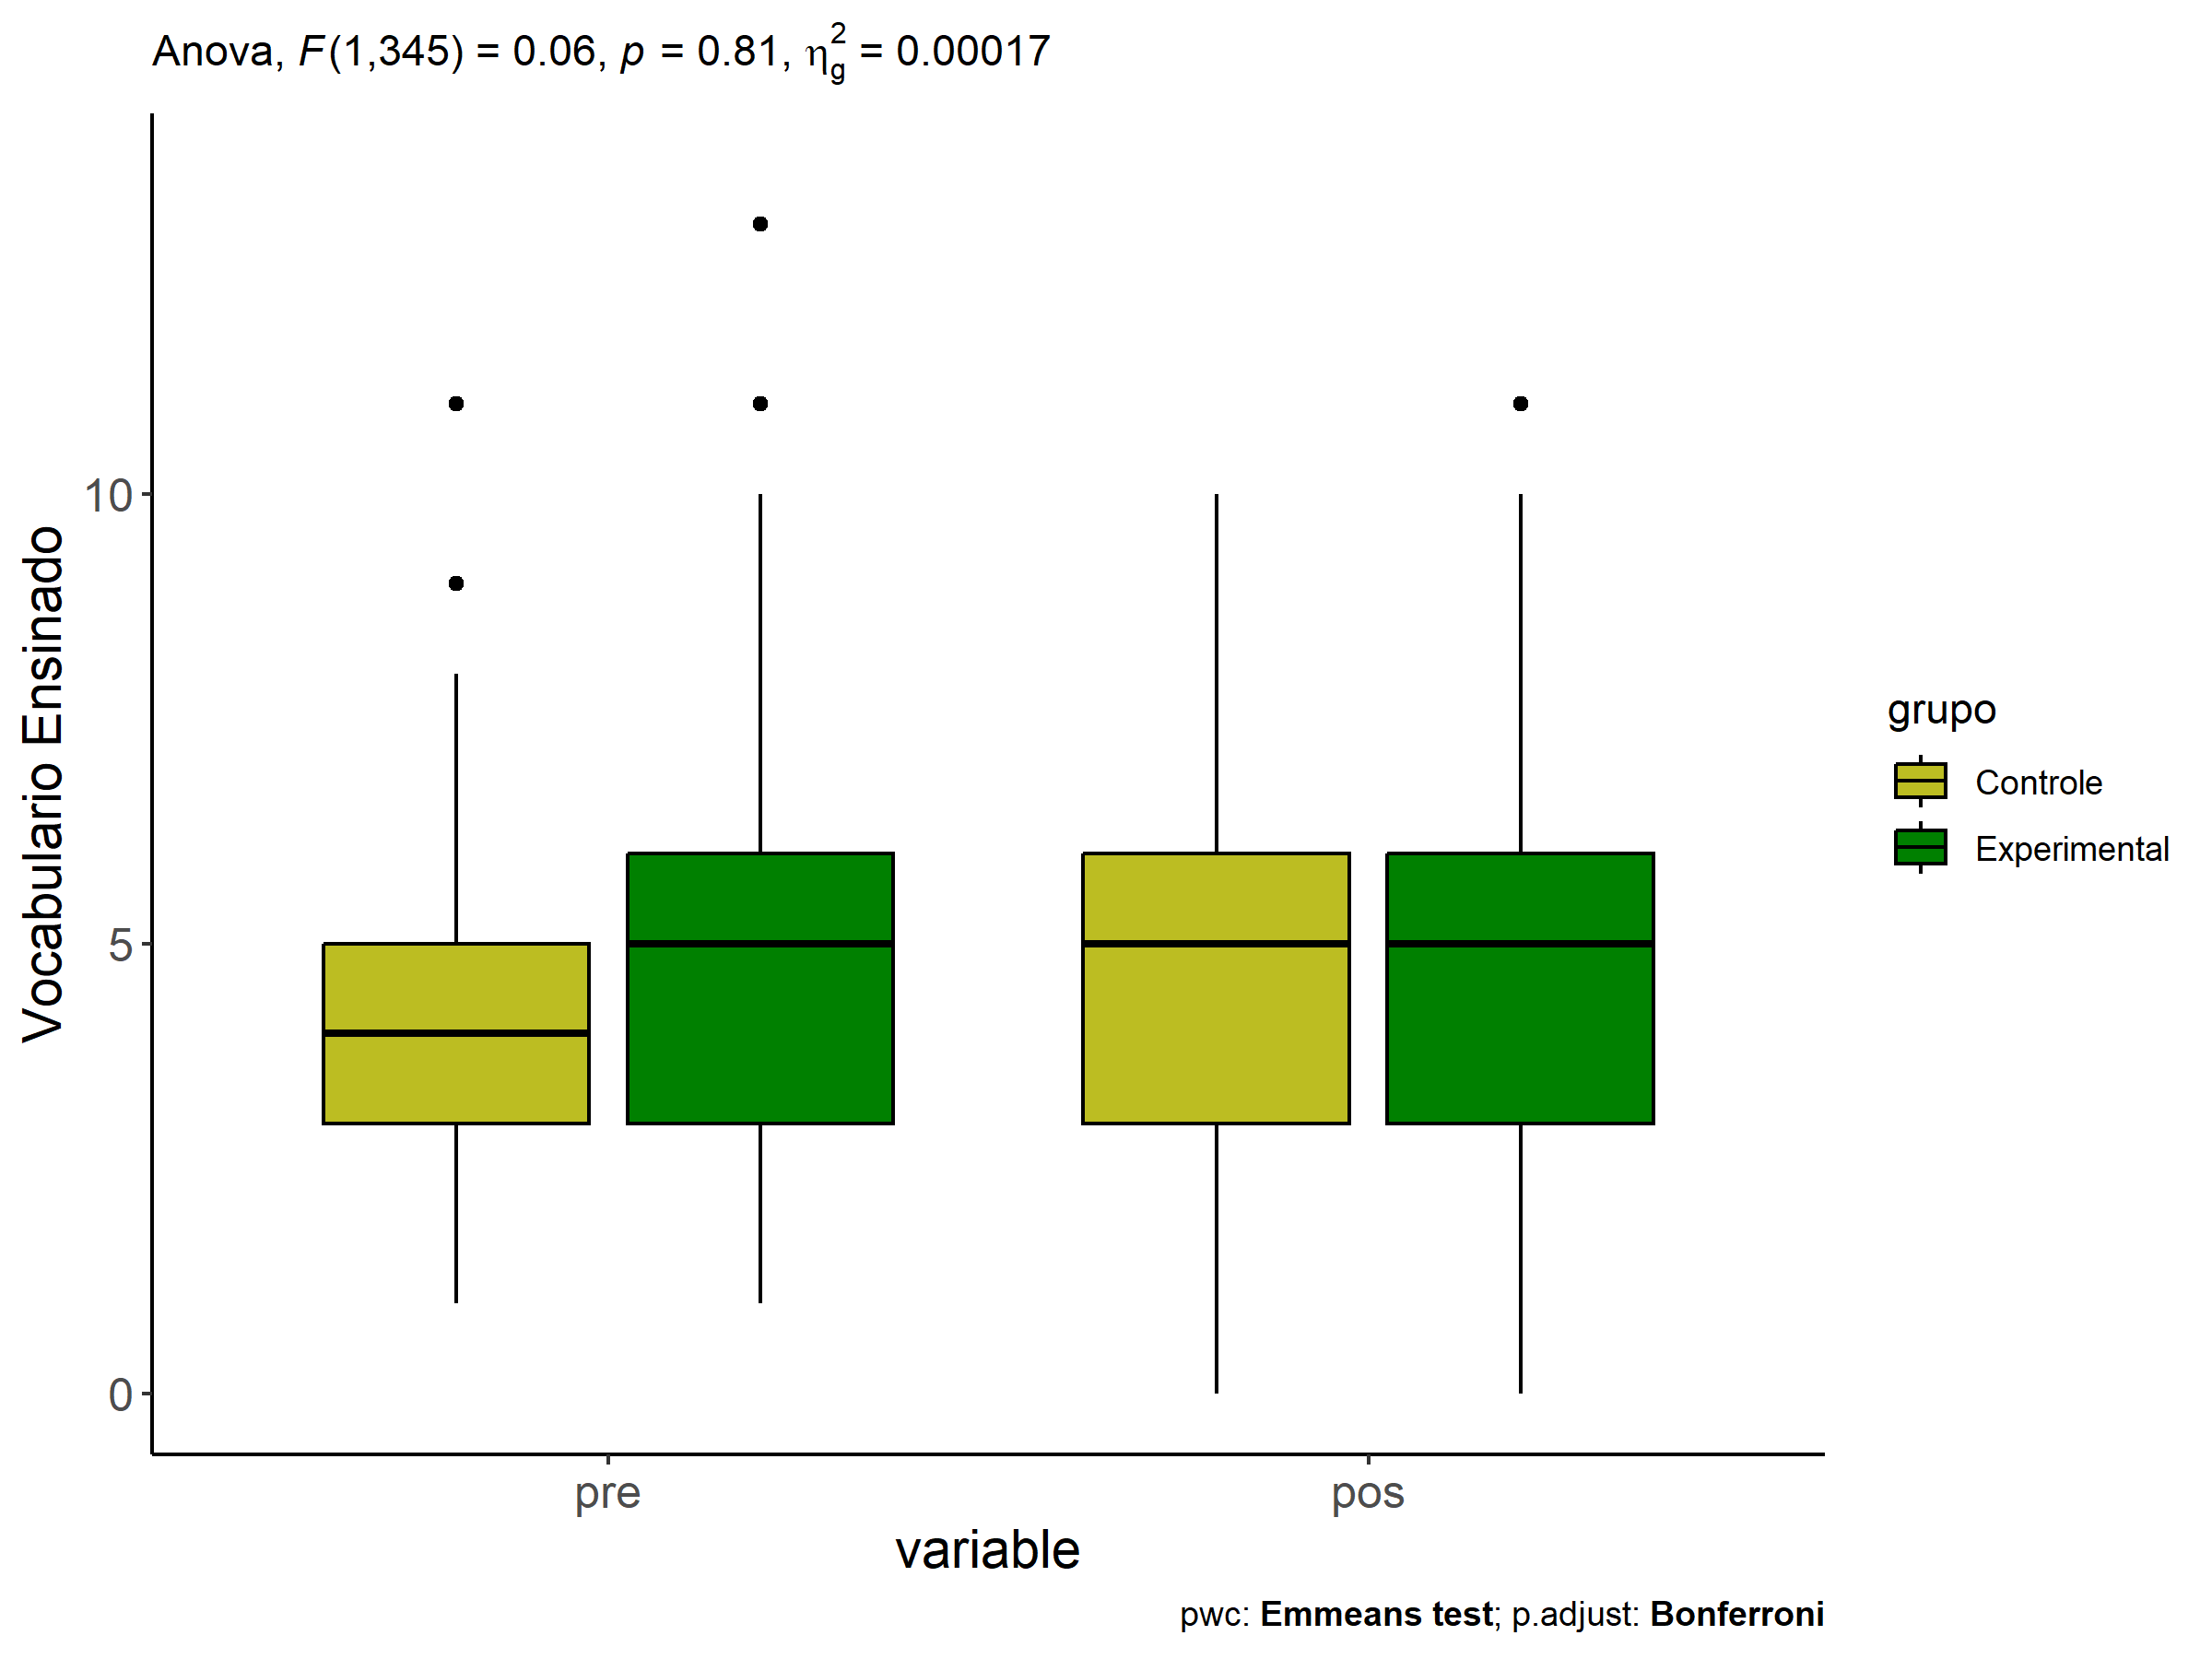 Anova, F(1,345) = 0.06, p = 0.81, η²g = 0.00017
Vocabulario Ensinado
10
5
0
pre
pos
variable
grupo
Controle
Experimental
pwc: Emmeans test; p.adjust: Bonferroni